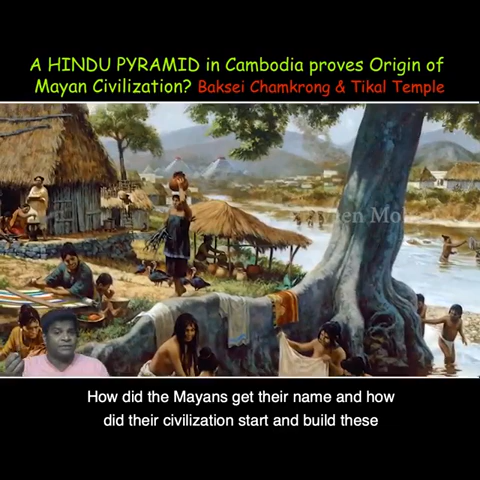 A HINDU PYRAMID in Cambodia proves Origin of
Mayan Civilization? Baksei Chamkrong & Tikal Temple
How did the Mayans get their name and how
did their civilization start and build these